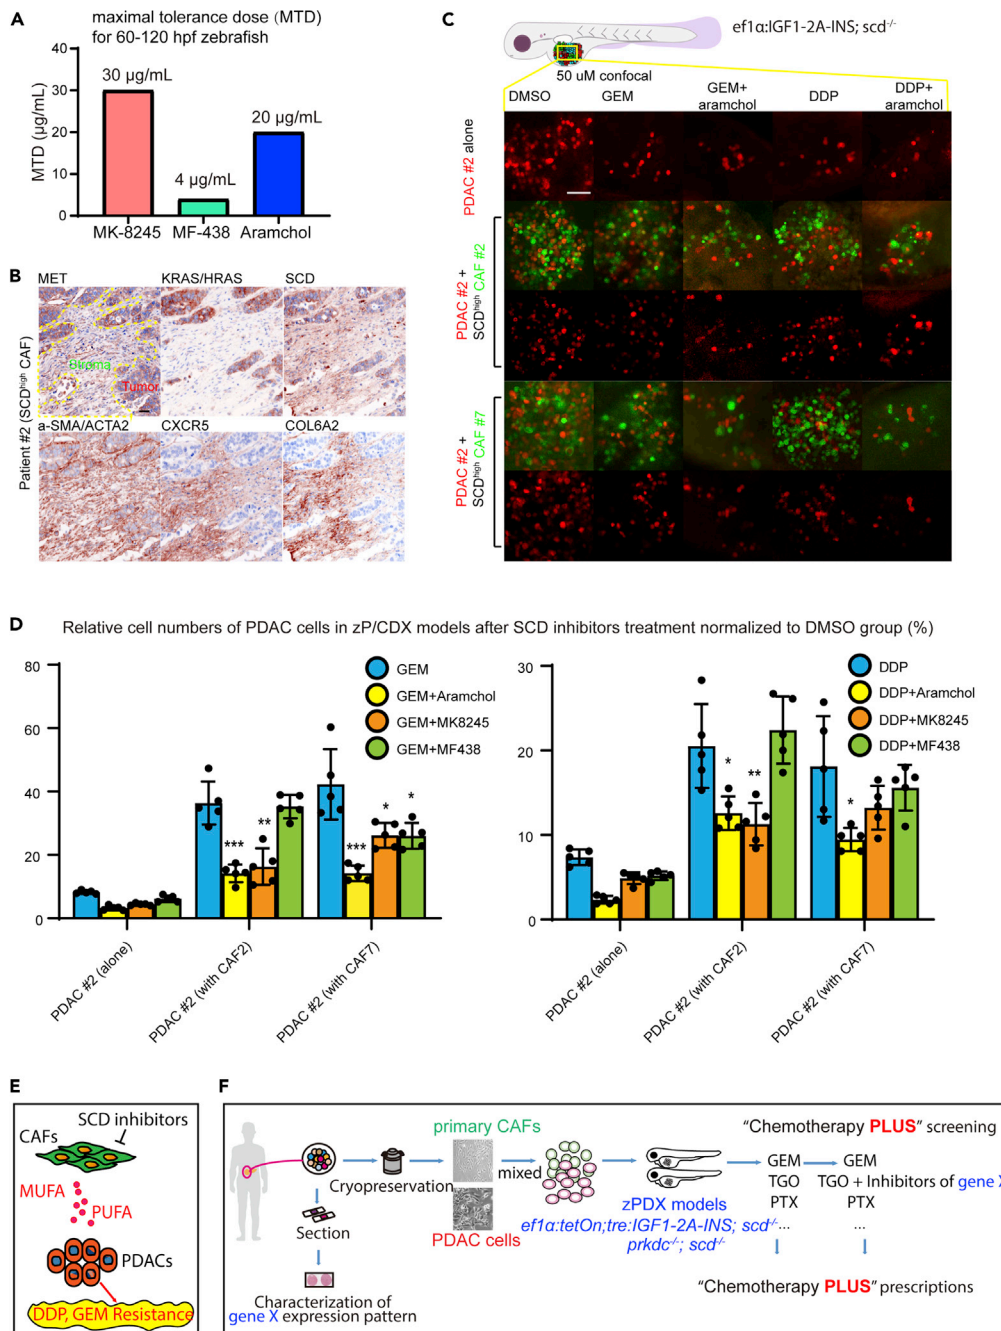 A
maximal tolerance dose (MTD)
for 60-120 hpf zebrafish
MTD (µg/mL)
40
30
20
10
0
30 µg/mL
4 µg/mL
20 µg/mL
MK-8245
MF-438
Aramchol
B
Patient #2 (SCDhigh CAF)
MET
KRAS/HRAS
SCD
Stroma
Tumor
a-SMA/ACTA2
CXCR5
COL6A2
C
ef1α:IGF1-2A-INS; scd-/-
50 uM confocal
DMSO
GEM
GEM+
aramchol
DDP
DDP+
aramchol
PDAC #2 alone
PDAC #2 +
SCDhigh CAF #2
PDAC #2 +
SCDhigh CAF #7
D
Relative cell numbers of PDAC cells in zP/CDX models after SCD inhibitors treatment normalized to DMSO group (%)
80
60
40
20
0
GEM
GEM+Aramchol
GEM+MK8245
GEM+MF438
***
**
***
*
*
PDAC #2 (alone)
PDAC #2 (with CAF2)
PDAC #2 (with CAF7)
30
20
10
0
DDP
DDP+Aramchol
DDP+MK8245
DDP+MF438
*
**
*
PDAC #2 (alone)
PDAC #2 (with CAF2)
PDAC #2 (with CAF7)
E
SCD inhibitors
CAFs
MUFA
PUFA
PDACs
DDP, GEM Resistance
F
Cryopreservation
Section
Characterization of
gene X expression pattern
primary CAFs
PDAC cells
mixed
zPDX models
ef1α:tetOn;tre:IGF1-2A-INS; scd-/-
prkdc-/-; scd-/-
“Chemotherapy PLUS” screening
GEM
TGO
PTX
...
GEM
TGO + Inhibitors of gene X
PTX
...
“Chemotherapy PLUS” prescriptions